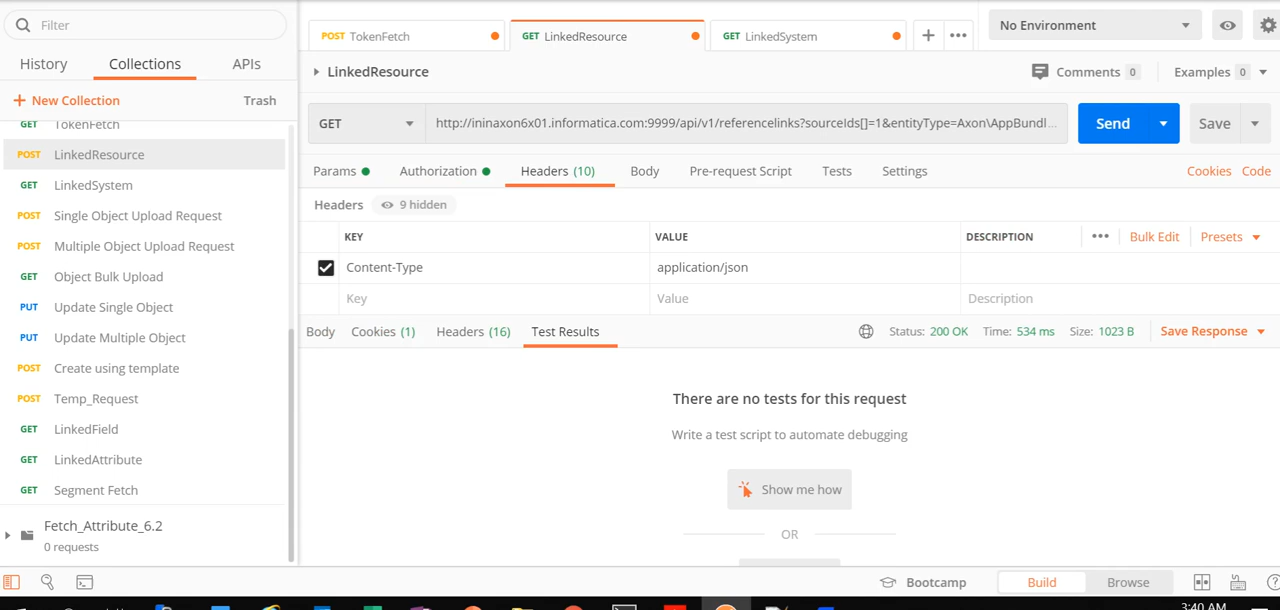 Filter
History
Collections
APIs
+ New Collection
Trash
GET TokenFetch
POST LinkedResource
GET LinkedSystem
POST Single Object Upload Request
POST Multiple Object Upload Request
GET Object Bulk Upload
PUT Update Single Object
PUT Update Multiple Object
POST Create using template
POST Temp_Request
GET LinkedField
GET LinkedAttribute
GET Segment Fetch
Fetch_Attribute_6.2
0 requests
POST TokenFetch
GET LinkedResource
GET LinkedSystem
No Environment
LinkedResource
Comments 0
Examples 0
GET
http://ininaxon6x01.informatica.com:9999/api/v1/referencelinks?sourceIds[]=1&entityType=Axon\AppBundl...
Send
Save
Params
Authorization
Headers (10)
Body
Pre-request Script
Tests
Settings
Cookies
Code
Headers
9 hidden
KEY
VALUE
DESCRIPTION
Bulk Edit
Presets
Content-Type
application/json
Key
Value
Description
Body
Cookies (1)
Headers (16)
Test Results
Status: 200 OK
Time: 534 ms
Size: 1023 B
Save Response
There are no tests for this request
Write a test script to automate debugging
Show me how
OR
Bootcamp
Build
Browse
3:40 AM